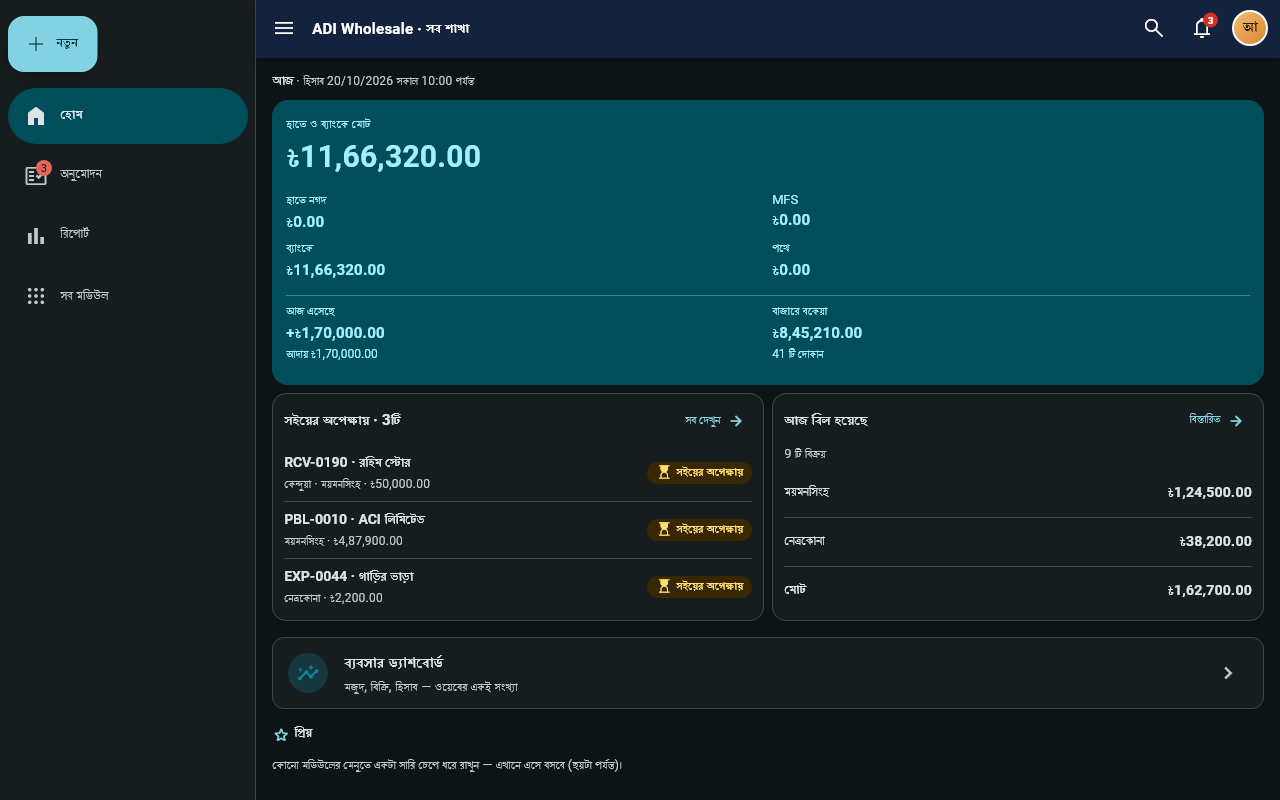 নতুন
হোম
3
অনুমোদন
রিপোর্ট
সব মডিউল
ADI Wholesale · সব শাখা
3
আ
আজ · হিসাব 20/10/2026 সকাল 10:00 পর্যন্ত
হাতে ও ব্যাংকে মোট
৳11,66,320.00
হাতে নগদ
৳0.00
MFS
৳0.00
ব্যাংকে
৳11,66,320.00
পথে
৳0.00
আজ এসেছে
+৳1,70,000.00
আদায় ৳1,70,000.00
বাজারে বকেয়া
৳8,45,210.00
41 টি দোকান
সইয়ের অপেক্ষায় · 3টি
সব দেখুন
RCV-0190 · রহিম স্টোর
কেন্দুয়া · ময়মনসিংহ · ৳50,000.00
সইয়ের অপেক্ষায়
PBL-0010 · ACI লিমিটেড
ময়মনসিংহ · ৳4,87,900.00
সইয়ের অপেক্ষায়
EXP-0044 · গাড়ির ভাড়া
নেত্রকোনা · ৳2,200.00
সইয়ের অপেক্ষায়
আজ বিল হয়েছে
বিস্তারিত
9 টি বিক্রয়
ময়মনসিংহ
৳1,24,500.00
নেত্রকোনা
৳38,200.00
মোট
৳1,62,700.00
ব্যবসার ড্যাশবোর্ড
মজুদ, বিক্রি, হিসাব — ওয়েবের একই সংখ্যা
প্রিয়
কোনো মডিউলের মেনুতে একটা সারি চেপে ধরে রাখুন — এখানে এসে বসবে (ছয়টা পর্যন্ত)।